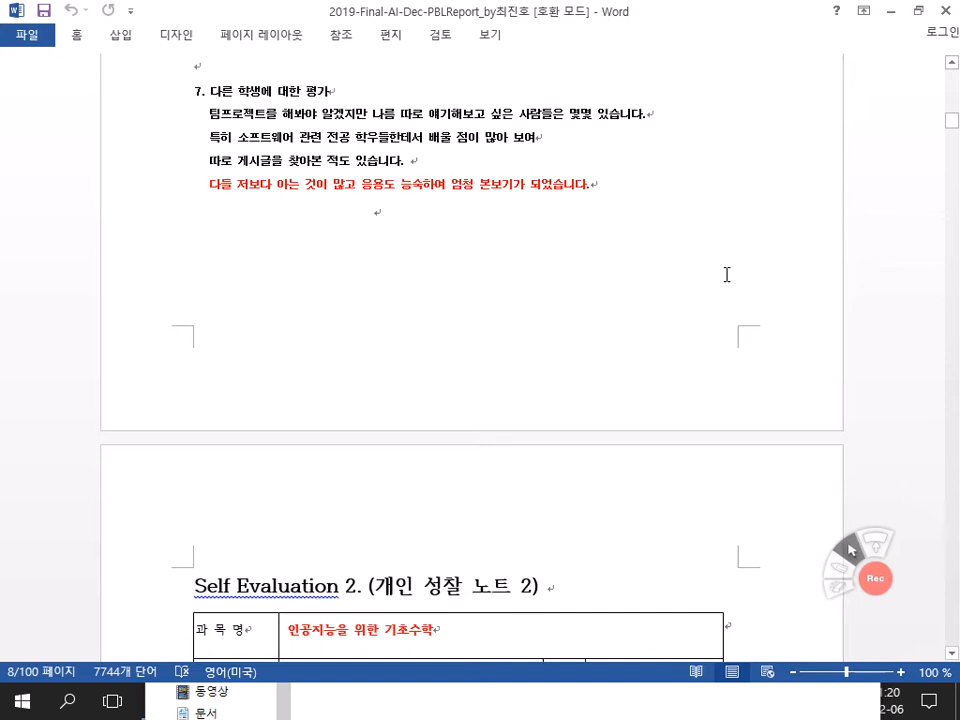 2019-Final-AI-Dec-PBLReport_by최진호 [호환 모드] - Word
파일 홈 삽입 디자인 페이지 레이아웃 참조 편지 검토 보기 로그인
7. 다른 학생에 대한 평가
팀프로젝트를 해봐야 알겠지만 나름 따로 얘기해보고 싶은 사람들은 몇몇 있습니다.
특히 소프트웨어 관련 전공 학우들한데서 배울 점이 많아 보여
따로 게시글을 찾아본 적도 있습니다.
다들 저보다 아는 것이 많고 응용도 능숙하여 엄청 본보기가 되었습니다.
Self Evaluation 2. (개인 성찰 노트 2)
과 목 명 인공지능을 위한 기초수학
Rec
8/100 페이지 7744개 단어 영어(미국) 100 %
동영상
문서
:20
2-06